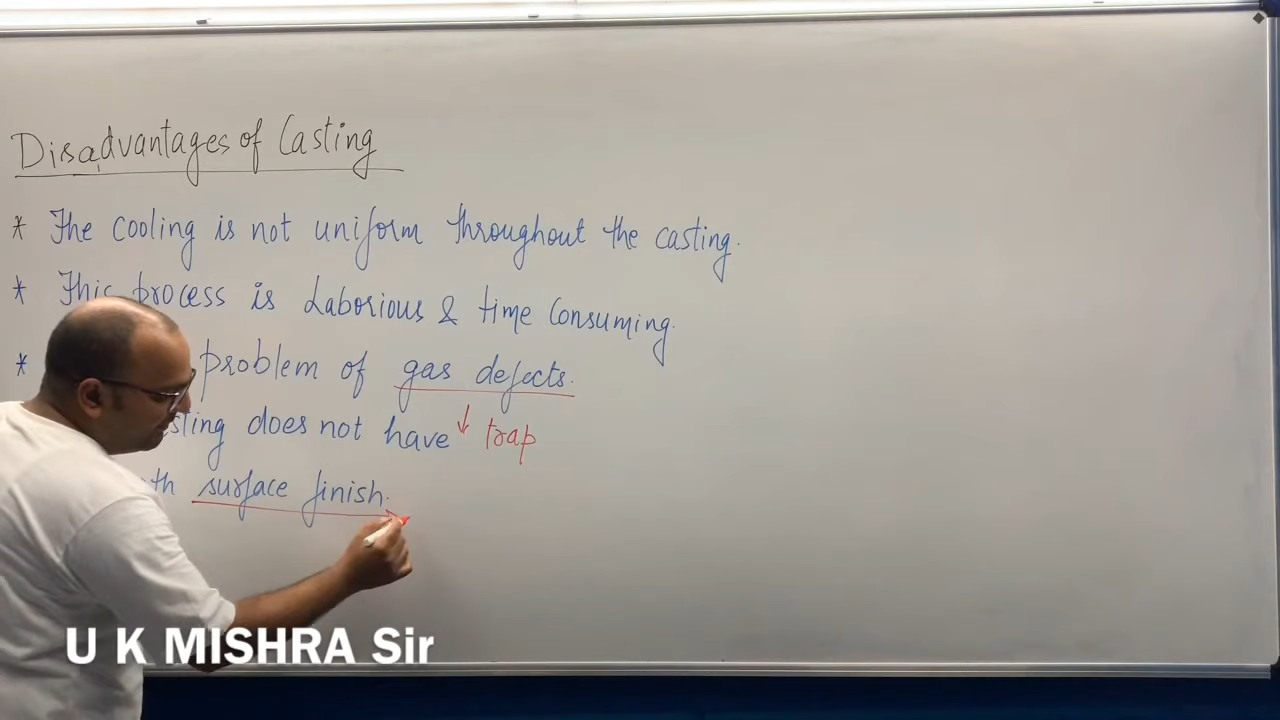 Disadvantages of Casting
* The cooling is not uniform throughout the casting.
* This process is Laborious & time Consuming.
* problem of gas defects.
does not have ↓ trap
surface finish.
U K MISHRA Sir